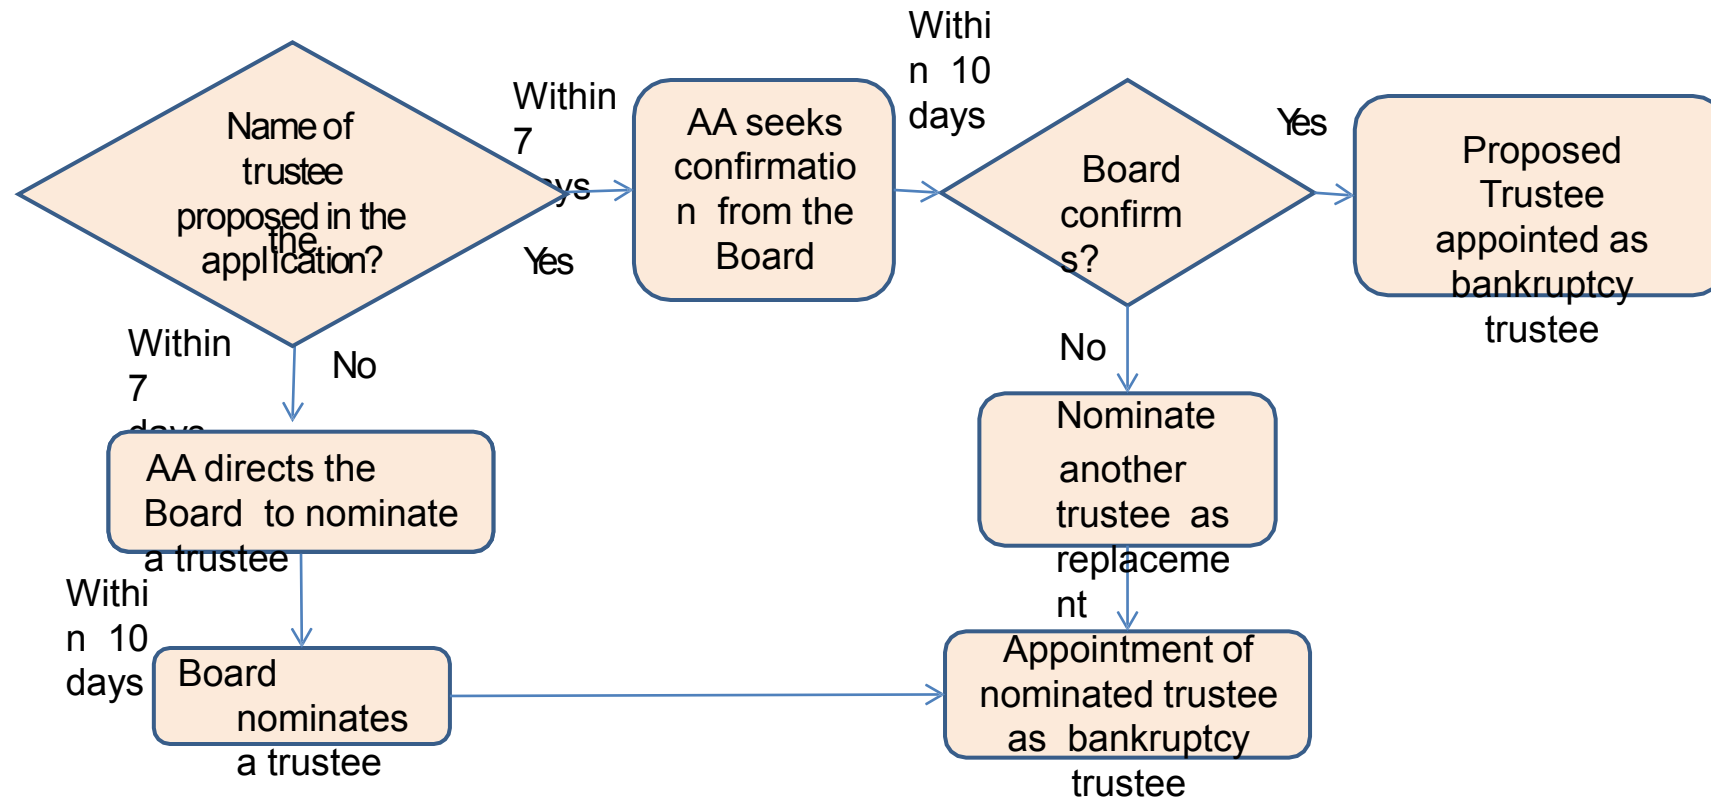 Name of
trustee
proposed in the
the
application?
Within
7
days
Yes
AA seeks
confirmatio
n from the
Board
Withi
n 10
days
Board
confirm
s?
Yes
Proposed
Trustee
appointed as
bankruptcy
trustee
Within
7
days
No
AA directs the
Board to nominate
a trustee
No
Nominate
another
trustee as
replaceme
nt
Withi
n 10
days
Board
nominates
a trustee
Appointment of
nominated trustee
as bankruptcy
trustee